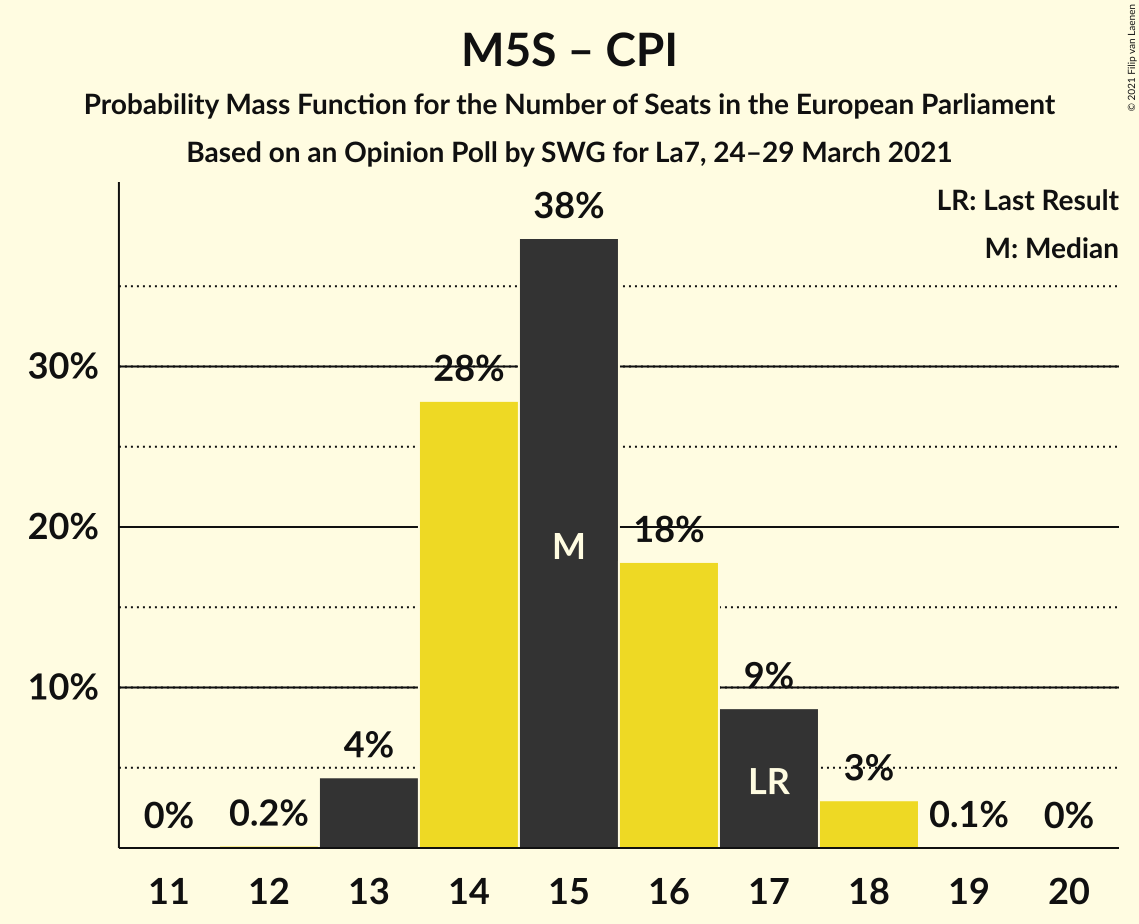 M5S – CPI
Probability Mass Function for the Number of Seats in the European Parliament
Based on an Opinion Poll by SWG for La7, 24–29 March 2021
© 2021 Filip van Laenen
LR: Last Result
M: Median
38%
30%
28%
20%
18%
M
10%
9%
4%
3%
LR
0%
0.2%
0.1%
0%
11 12 13 14 15 16 17 18 19 20